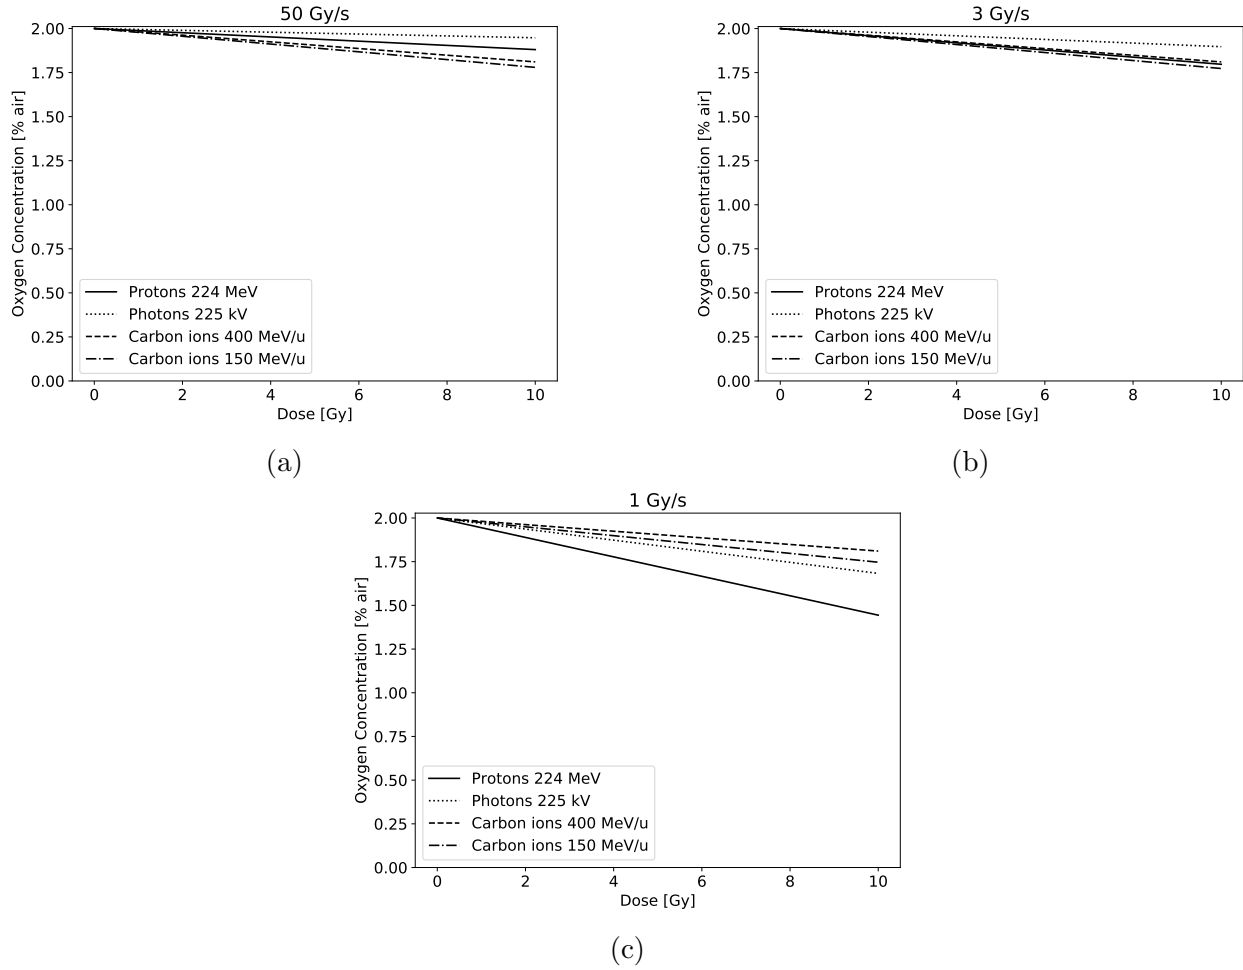 50 Gy/s
2.00
1.75
1.50
1.25
1.00
0.75
0.50
0.25
0.00
Oxygen Concentration [% air]
Protons 224 MeV
Photons 225 kV
Carbon ions 400 MeV/u
Carbon ions 150 MeV/u
0 2 4 6 8 10
Dose [Gy]
(a)
3 Gy/s
2.00
1.75
1.50
1.25
1.00
0.75
0.50
0.25
0.00
Oxygen Concentration [% air]
Protons 224 MeV
Photons 225 kV
Carbon ions 400 MeV/u
Carbon ions 150 MeV/u
0 2 4 6 8 10
Dose [Gy]
(b)
1 Gy/s
2.00
1.75
1.50
1.25
1.00
0.75
0.50
0.25
0.00
Oxygen Concentration [% air]
Protons 224 MeV
Photons 225 kV
Carbon ions 400 MeV/u
Carbon ions 150 MeV/u
0 2 4 6 8 10
Dose [Gy]
(c)